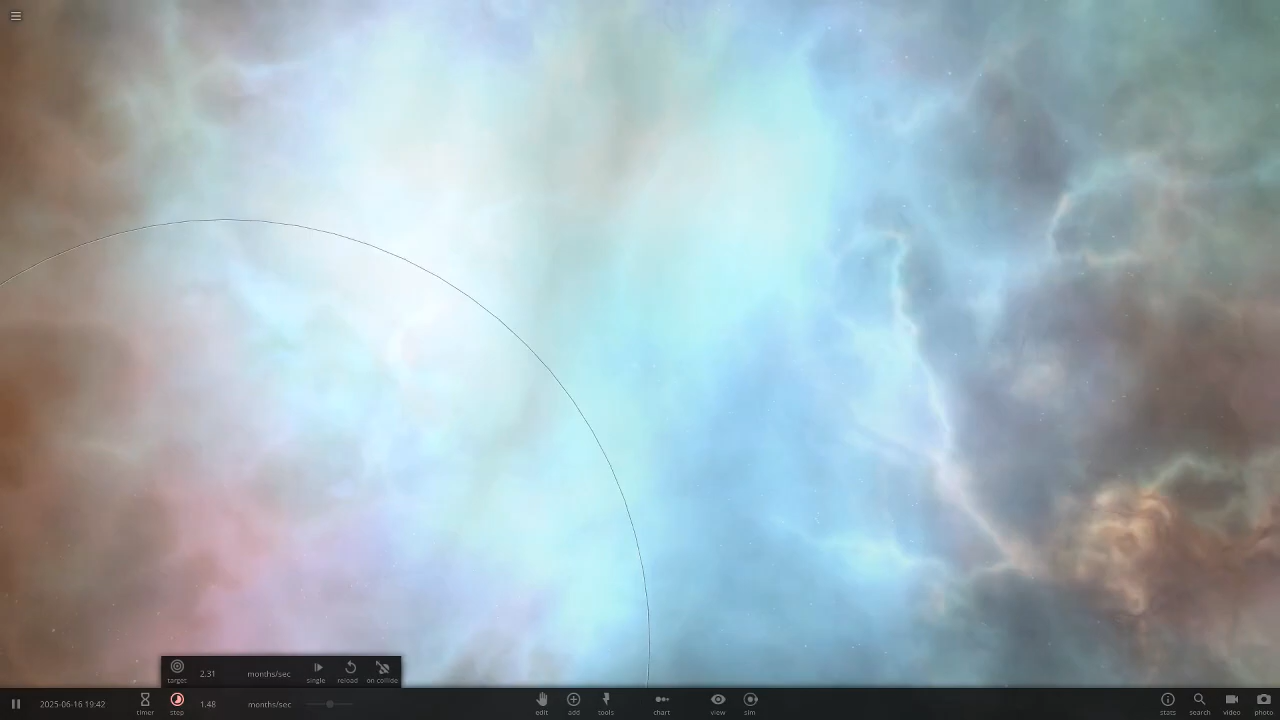 target 2.31 months/sec single reload on collide
2025-06-16 19:42 timer step 1.48 months/sec edit add tools chart view sim stats search video photo